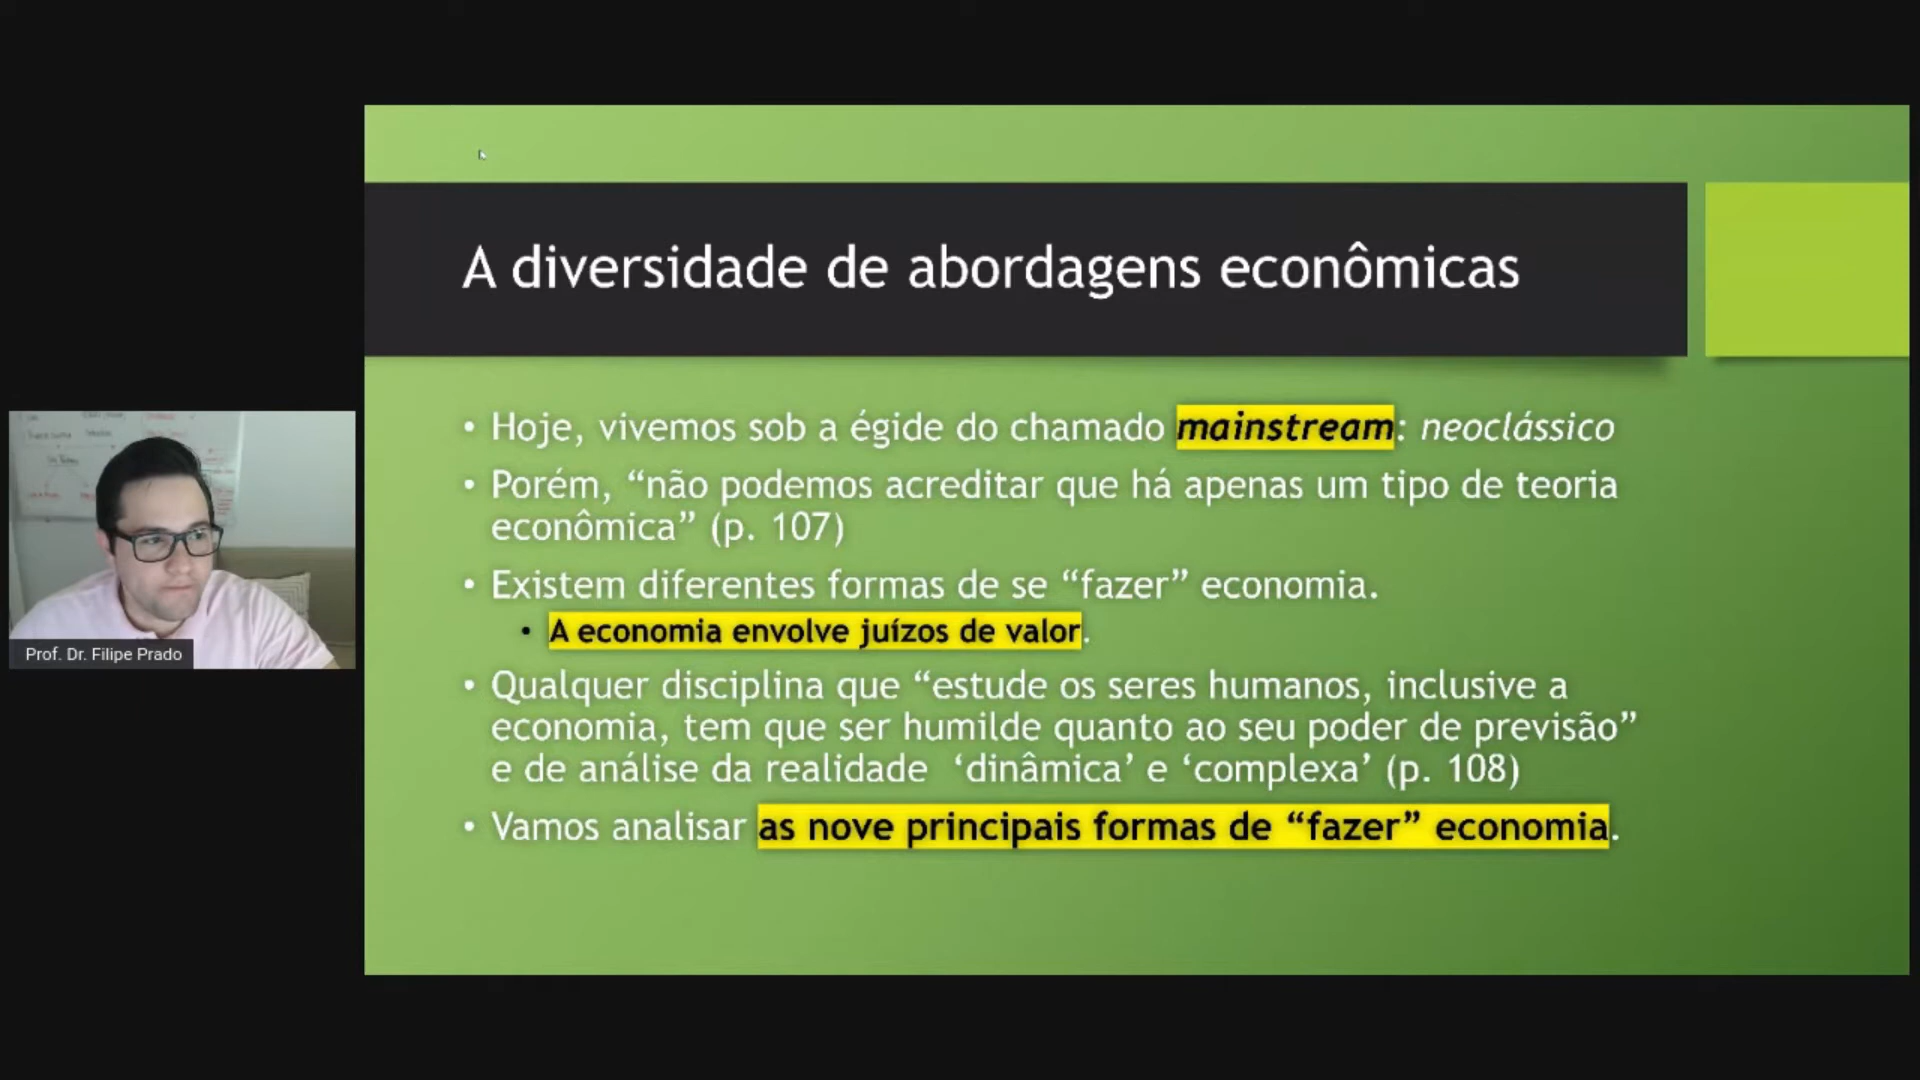 A diversidade de abordagens econômicas
• Hoje, vivemos sob a égide do chamado mainstream: neoclássico
• Porém, “não podemos acreditar que há apenas um tipo de teoria
econômica” (p. 107)
• Existem diferentes formas de se “fazer” economia.
• A economia envolve juízos de valor.
• Qualquer disciplina que “estude os seres humanos, inclusive a
economia, tem que ser humilde quanto ao seu poder de previsão”
e de análise da realidade ‘dinâmica’ e ‘complexa’ (p. 108)
• Vamos analisar as nove principais formas de “fazer” economia.
Prof. Dr. Filipe Prado